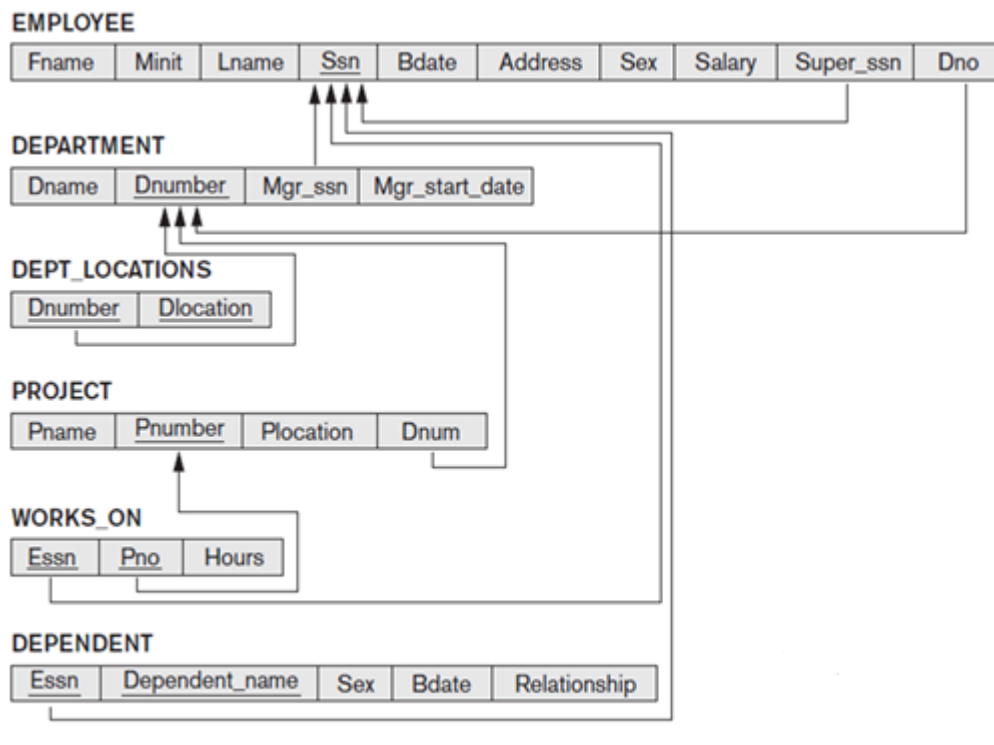 EMPLOYEE
Fname Minit Lname Ssn Bdate Address Sex Salary Super_ssn Dno
DEPARTMENT
Dname Dnumber Mgr_ssn Mgr_start_date
DEPT_LOCATIONS
Dnumber Dlocation
PROJECT
Pname Pnumber Plocation Dnum
WORKS_ON
Essn Pno Hours
DEPENDENT
Essn Dependent_name Sex Bdate Relationship